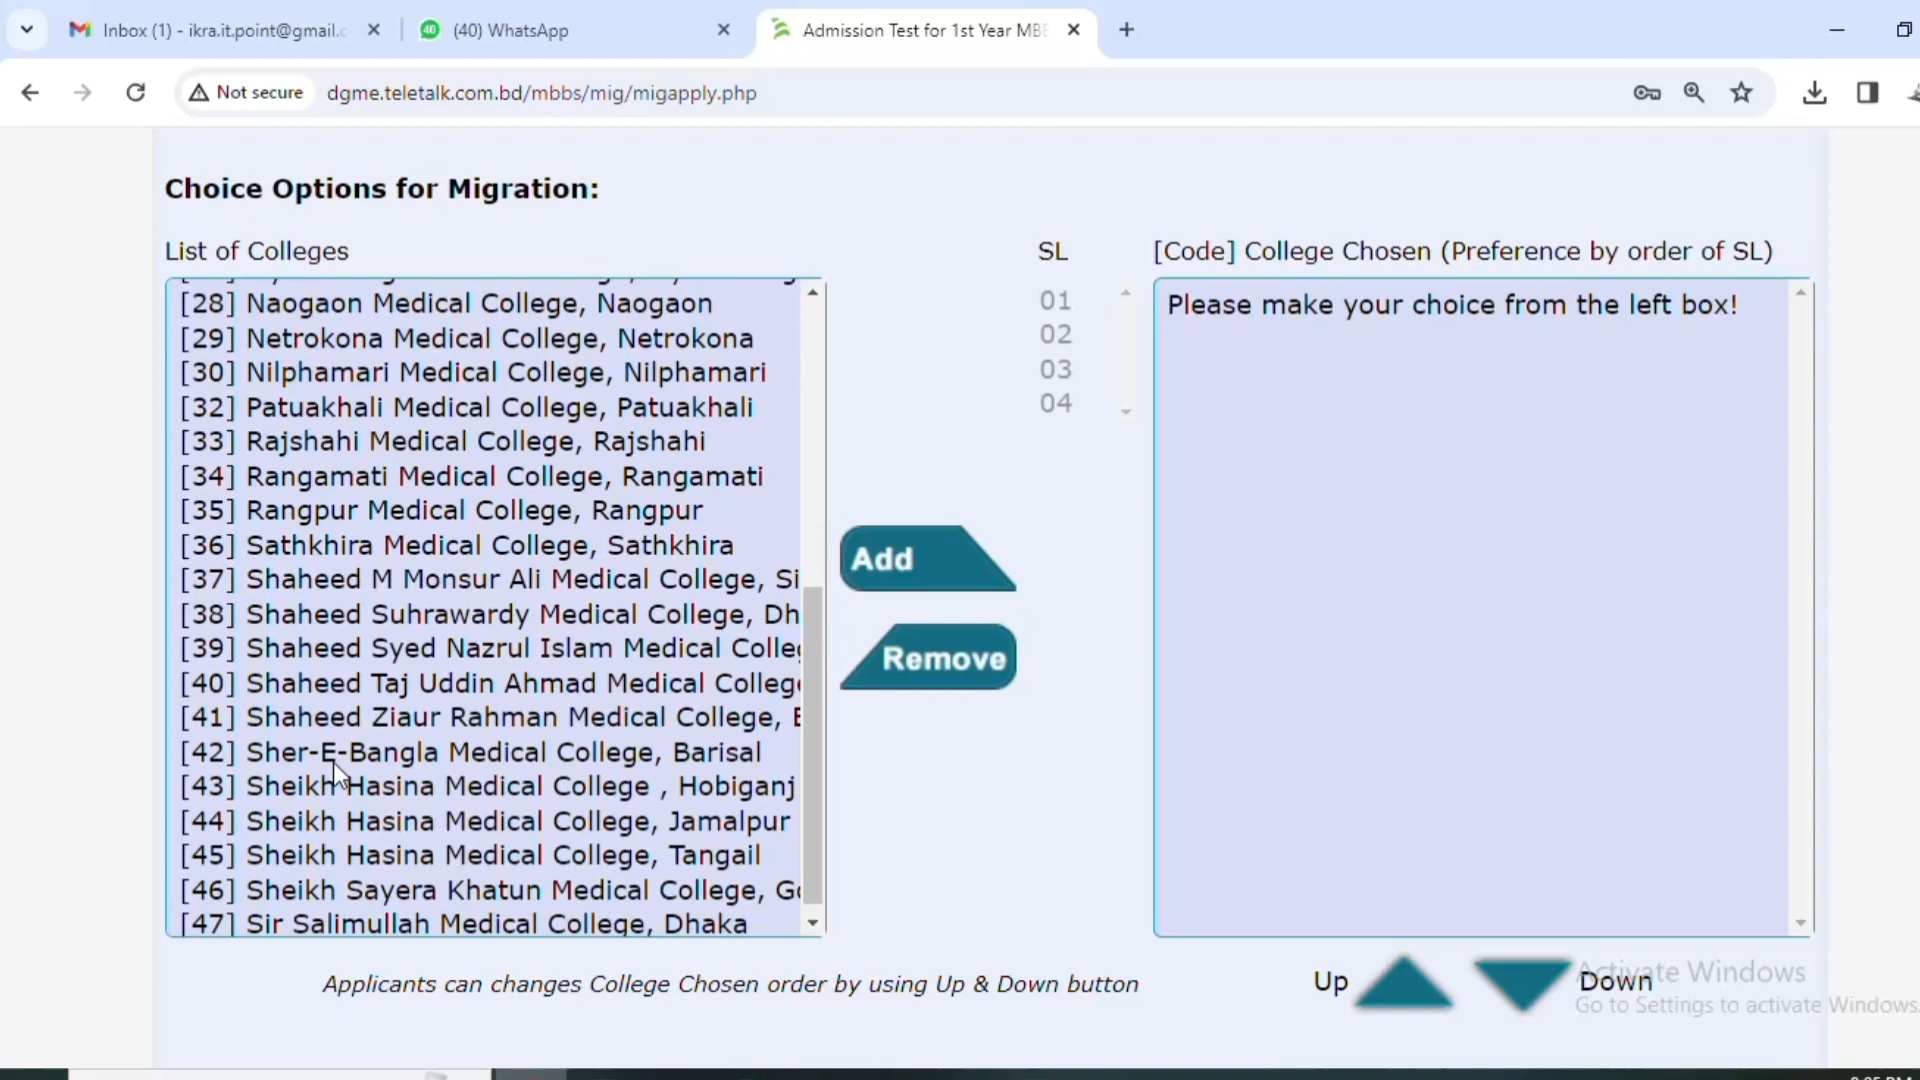 Inbox (1) - ikra.it.point@gmail.c
(40) WhatsApp
Admission Test for 1st Year MBB
Not secure
dgme.teletalk.com.bd/mbbs/mig/migapply.php
Choice Options for Migration:
List of Colleges
SL
[Code] College Chosen (Preference by order of SL)
[28] Naogaon Medical College, Naogaon
[29] Netrokona Medical College, Netrokona
[30] Nilphamari Medical College, Nilphamari
[32] Patuakhali Medical College, Patuakhali
[33] Rajshahi Medical College, Rajshahi
[34] Rangamati Medical College, Rangamati
[35] Rangpur Medical College, Rangpur
[36] Sathkhira Medical College, Sathkhira
[37] Shaheed M Monsur Ali Medical College, Si
[38] Shaheed Suhrawardy Medical College, Dh
[39] Shaheed Syed Nazrul Islam Medical Colleg
[40] Shaheed Taj Uddin Ahmad Medical College
[41] Shaheed Ziaur Rahman Medical College, B
[42] Sher-E-Bangla Medical College, Barisal
[43] Sheikh Hasina Medical College , Hobiganj
[44] Sheikh Hasina Medical College, Jamalpur
[45] Sheikh Hasina Medical College, Tangail
[46] Sheikh Sayera Khatun Medical College, Go
[47] Sir Salimullah Medical College, Dhaka
01
02
03
04
Add
Remove
Please make your choice from the left box!
Applicants can changes College Chosen order by using Up & Down button
Up
Down
Activate Windows
Go to Settings to activate Windows.